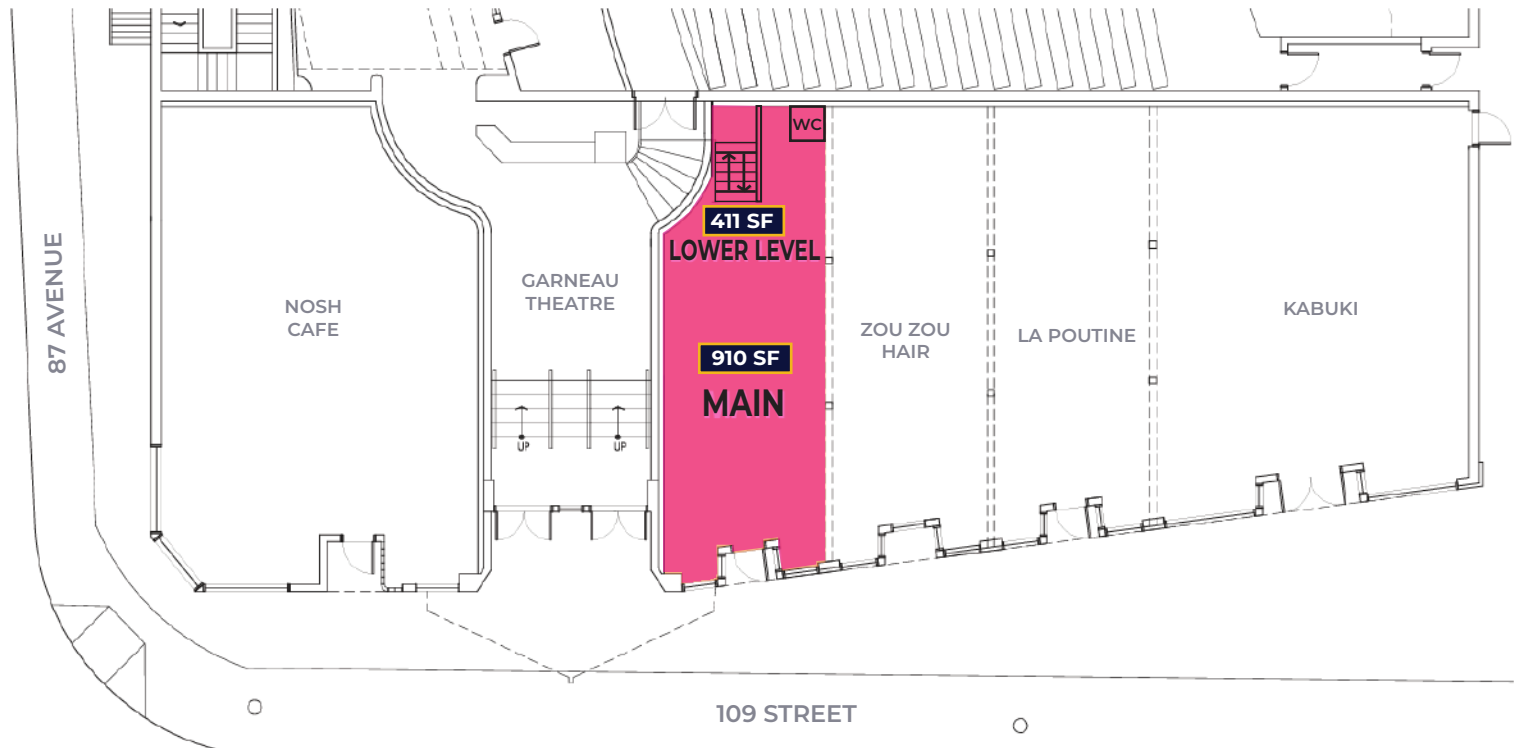 WC
411 SF
LOWER LEVEL
87 AVENUE
NOSH
CAFE
GARNEAU
THEATRE
910 SF
MAIN
ZOU ZOU
HAIR
LA POUTINE
KABUKI
UP
UP
109 STREET